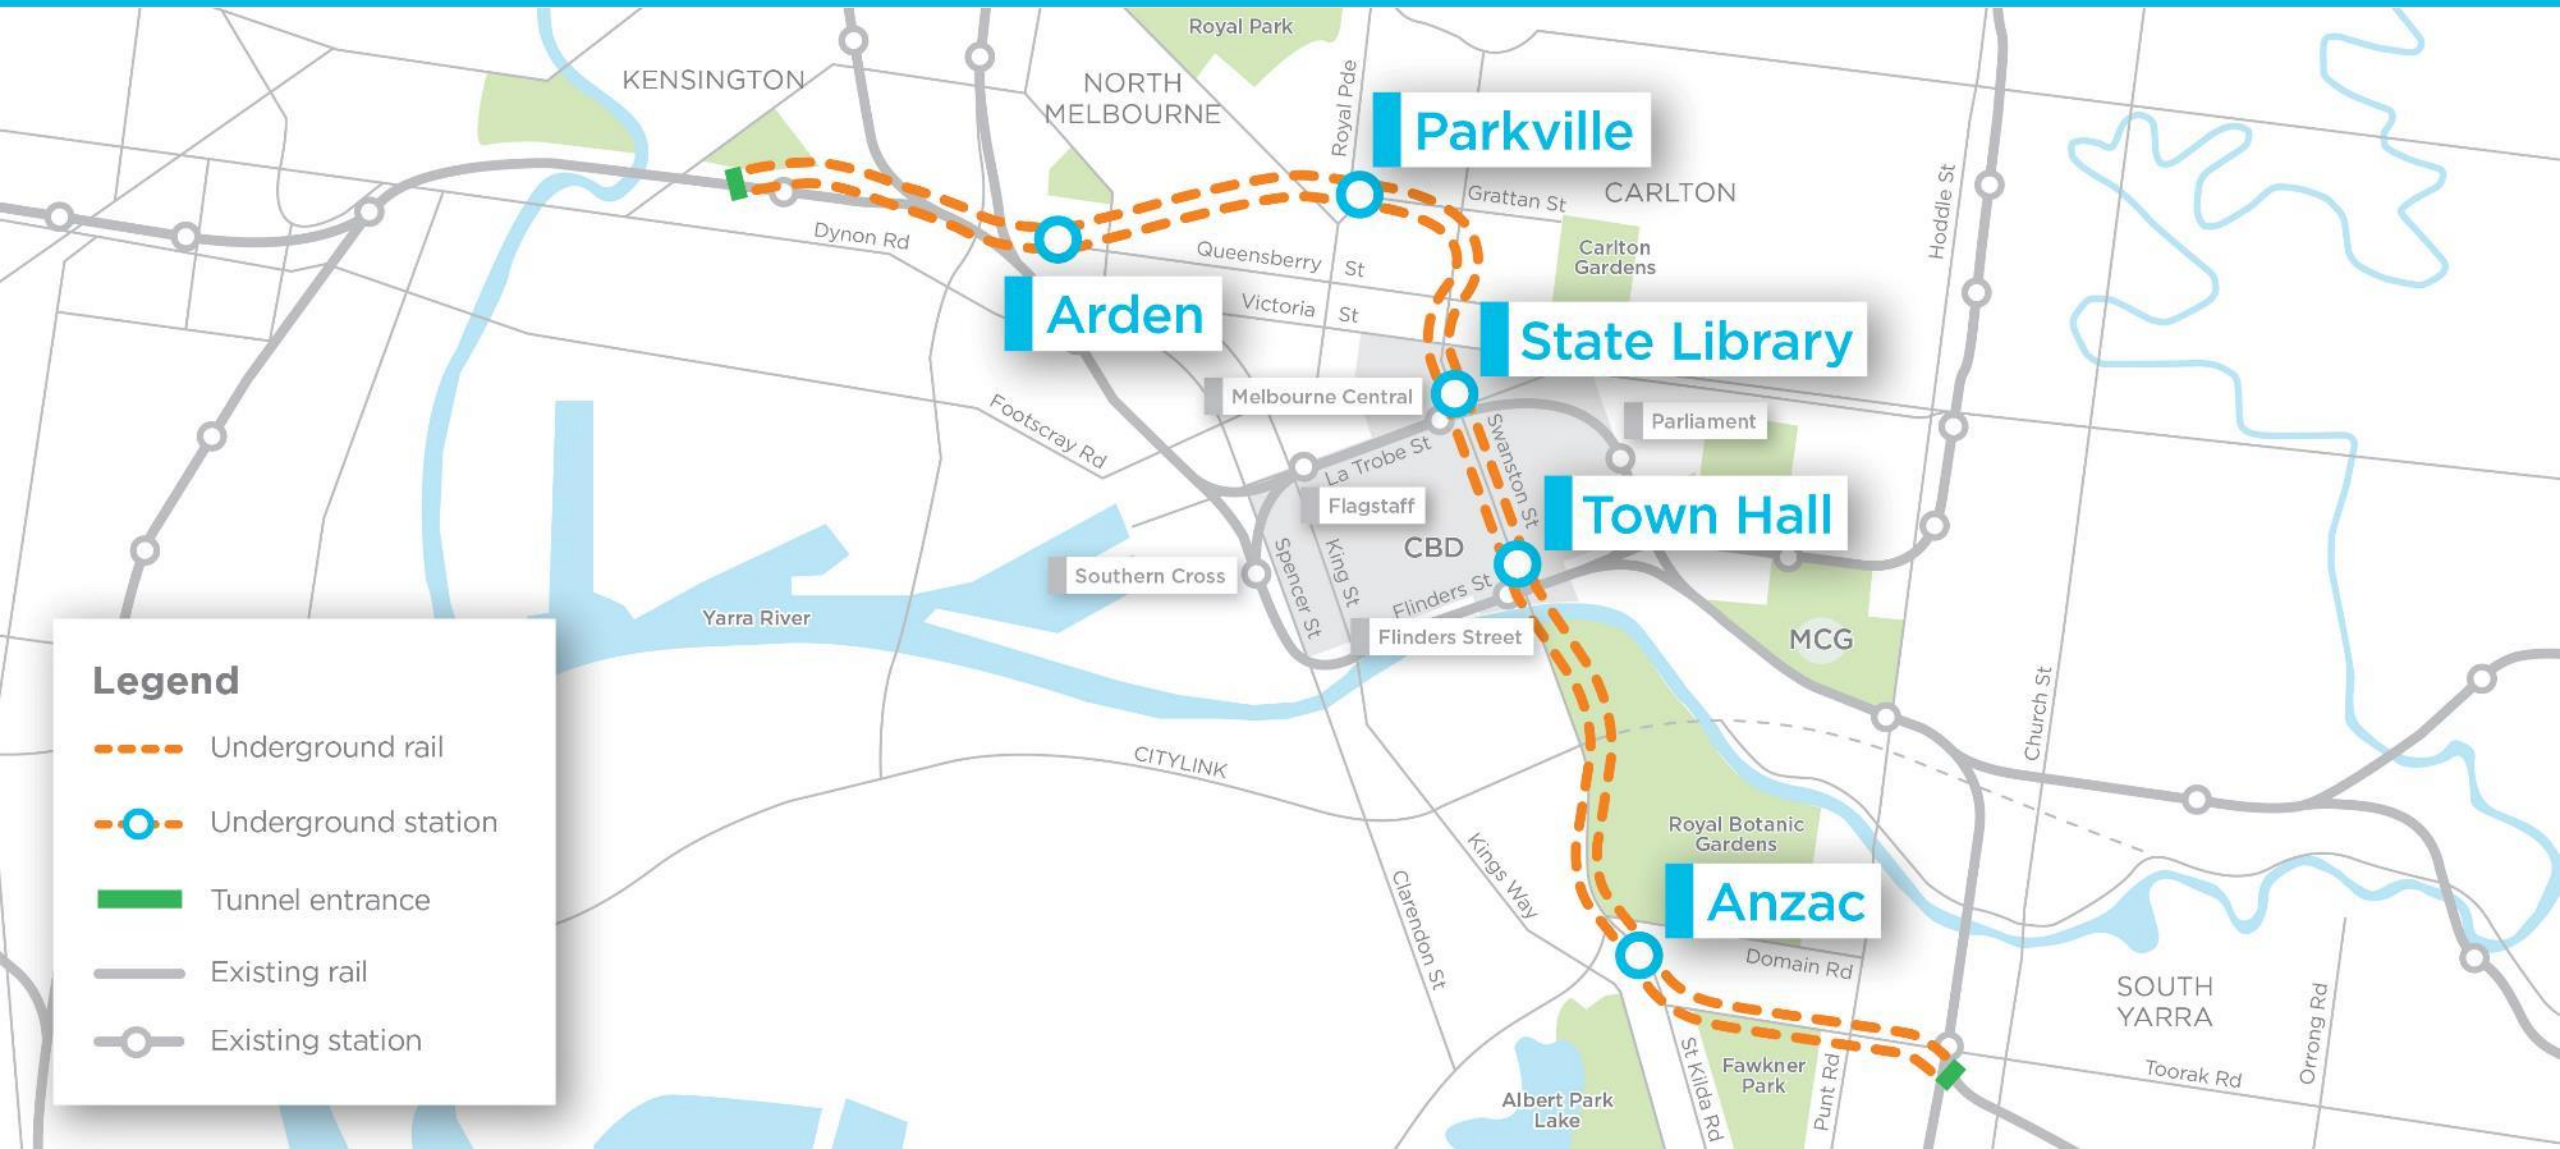 Royal Park
KENSINGTON
NORTH
MELBOURNE
Royal Pde
Parkville
Grattan St
CARLTON
Hoddle St
Dynon Rd
Queensberry St
Carlton
Gardens
Arden
Victoria St
State Library
Melbourne Central
Footscray Rd
Swanston St
Parliament
La Trobe St
Flagstaff
Town Hall
CBD
Southern Cross
Spencer St
King St
Flinders St
Yarra River
Flinders Street
MCG
Church St
CITYLINK
Royal Botanic
Gardens
Kings Way
Clarendon St
Anzac
Domain Rd
SOUTH
YARRA
Orrong Rd
Toorak Rd
St Kilda Rd
Fawkner
Park
Punt Rd
Albert Park
Lake
Legend
Underground rail
Underground station
Tunnel entrance
Existing rail
Existing station